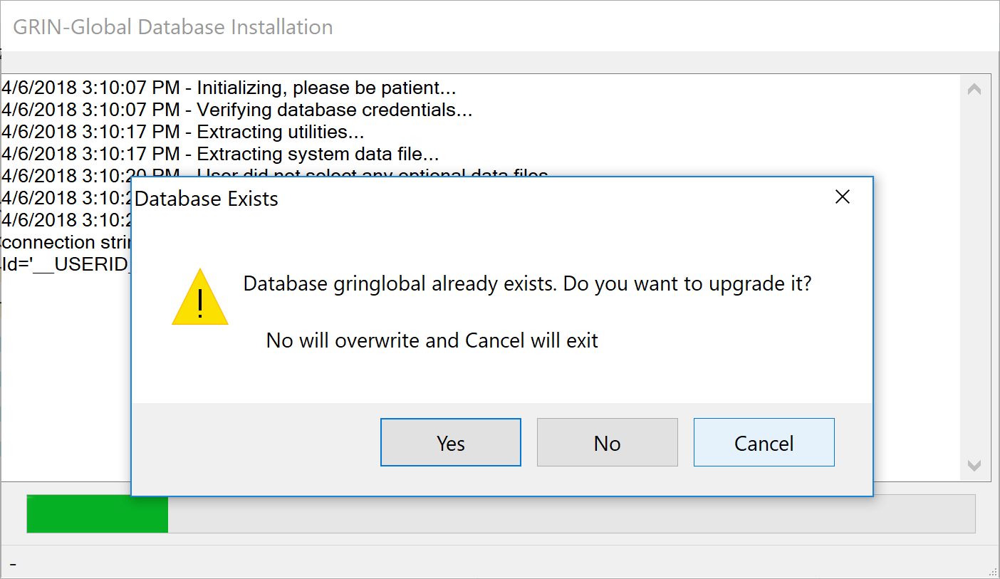 GRIN-Global Database Installation
4/6/2018 3:10:07 PM - Initializing, please be patient...
4/6/2018 3:10:07 PM - Verifying database credentials...
4/6/2018 3:10:17 PM - Extracting utilities...
4/6/2018 3:10:17 PM - Extracting system data file...
4/6/2018 3:10:20 PM - User did not select any optional data files
4/6/2018 3:10:2
4/6/2018 3:10:2
connection strin
Id='__USERID_
Database Exists
Database gringlobal already exists. Do you want to upgrade it?
No will overwrite and Cancel will exit
Yes
No
Cancel
-